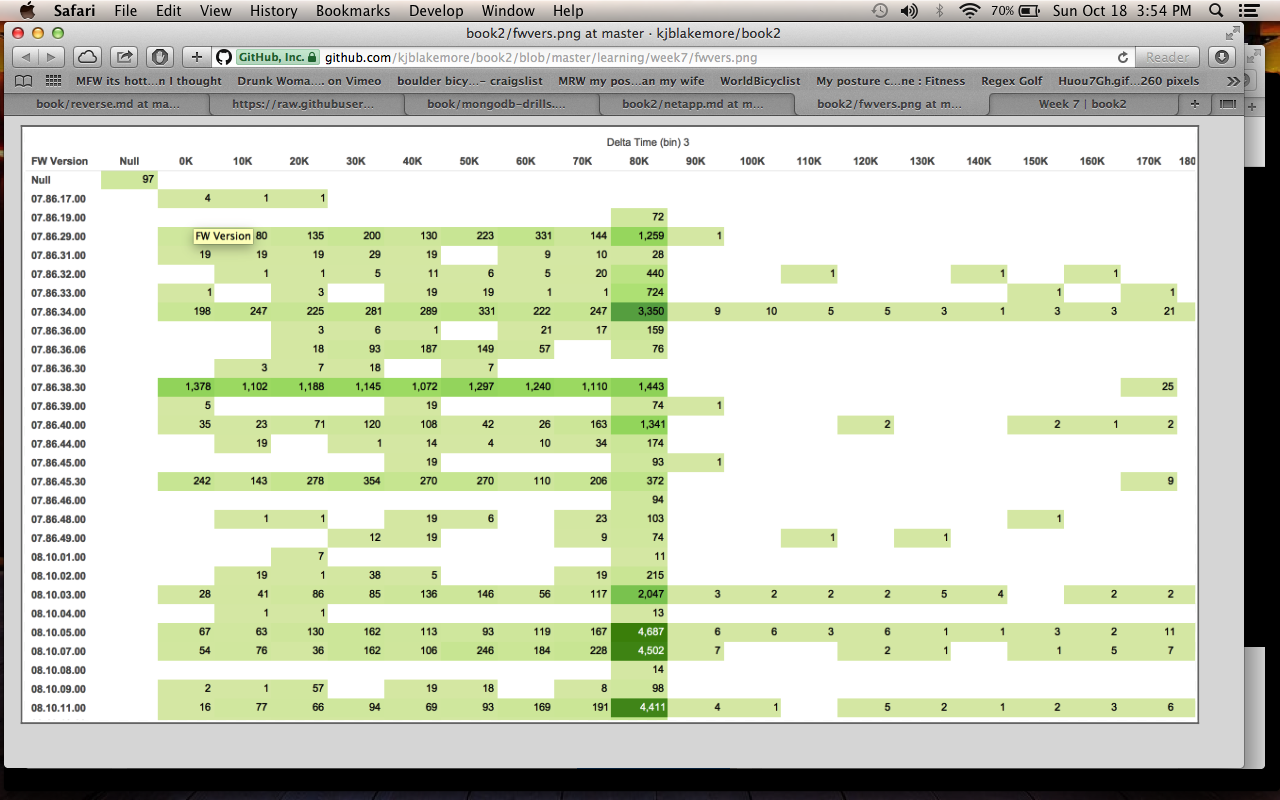 Safari File Edit View History Bookmarks Develop Window Help 70% Sun Oct 18 3:54 PM
book2/fwvers.png at master · kjblakemore/book2
GitHub, Inc. github.com/kjblakemore/book2/blob/master/learning/week7/fwvers.png Reader
MFW its hott...n I thought Drunk Woma.... on Vimeo boulder bicy...– craigslist MRW my pos...an my wife WorldBicyclist My posture c...ne : Fitness Regex Golf Huou7Gh.gif...260 pixels
book/reverse.md at ma... https://raw.githubuser... book/mongodb-drills.... book2/netapp.md at m... book2/fwvers.png at m... Week 7 | book2
Delta Time (bin) 3
FW Version Null 0K 10K 20K 30K 40K 50K 60K 70K 80K 90K 100K 110K 120K 130K 140K 150K 160K 170K 180
Null 97
07.86.17.00 4 1 1
07.86.19.00 72
07.86.29.00 FW Version 80 135 200 130 223 331 144 1,259 1
07.86.31.00 19 19 19 29 19 9 10 28
07.86.32.00 1 1 5 11 6 5 20 440 1 1 1
07.86.33.00 1 3 19 19 1 1 724 1 1
07.86.34.00 198 247 225 281 289 331 222 247 3,350 9 10 5 5 3 1 3 3 21
07.86.36.00 3 6 1 21 17 159
07.86.36.06 18 93 187 149 57 76
07.86.36.30 3 7 18 7
07.86.38.30 1,378 1,102 1,188 1,145 1,072 1,297 1,240 1,110 1,443 25
07.86.39.00 5 19 74 1
07.86.40.00 35 23 71 120 108 42 26 163 1,341 2 2 1 2
07.86.44.00 19 1 14 4 10 34 174
07.86.45.00 19 93 1
07.86.45.30 242 143 278 354 270 270 110 206 372 9
07.86.46.00 94
07.86.48.00 1 1 19 6 23 103 1
07.86.49.00 12 19 9 74 1 1
08.10.01.00 7 11
08.10.02.00 19 1 38 5 19 215
08.10.03.00 28 41 86 85 136 146 56 117 2,047 3 2 2 2 5 4 2 2
08.10.04.00 1 1 13
08.10.05.00 67 63 130 162 113 93 119 167 4,687 6 6 3 6 1 1 3 2 11
08.10.07.00 54 76 36 162 106 246 184 228 4,502 7 2 1 1 5 7
08.10.08.00 14
08.10.09.00 2 1 57 19 18 8 98
08.10.11.00 16 77 66 94 69 93 169 191 4,411 4 1 5 2 1 2 3 6